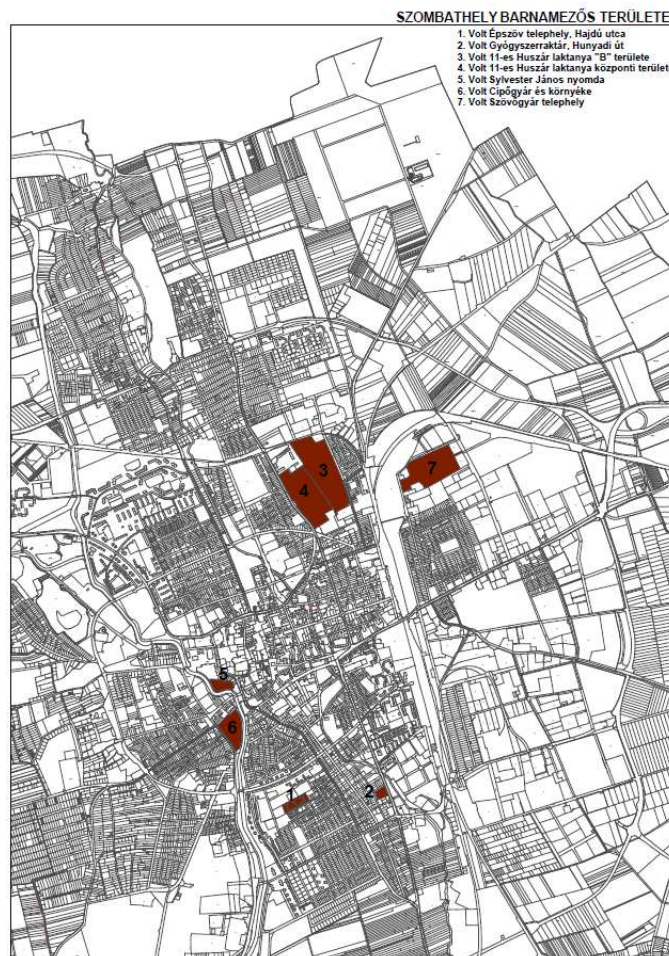 SZOMBATHELY BARNAMEZŐS TERÜLETE
1. Volt Épszöv telephely, Hajdú utca
2. Volt Gyógyszerraktár, Hunyadi út
3. Volt 11-es Huszár laktanya "B" területe
4. Volt 11-es Huszár laktanya központi terület
5. Volt Sylvester János nyomda
6. Volt Cipőgyár és környéke
7. Volt Szövőgyár telephely
3
7
4
5
6
1
2